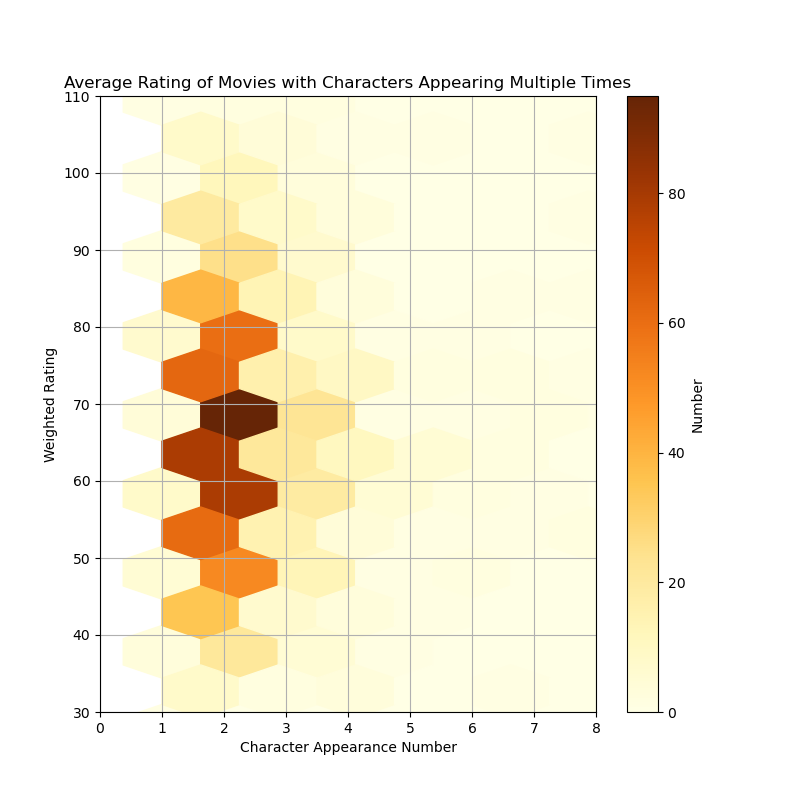 Average Rating of Movies with Characters Appearing Multiple Times
110
100
90
80
70
60
50
40
30
Weighted Rating
0 1 2 3 4 5 6 7 8
Character Appearance Number
80
60
40
20
0
Number